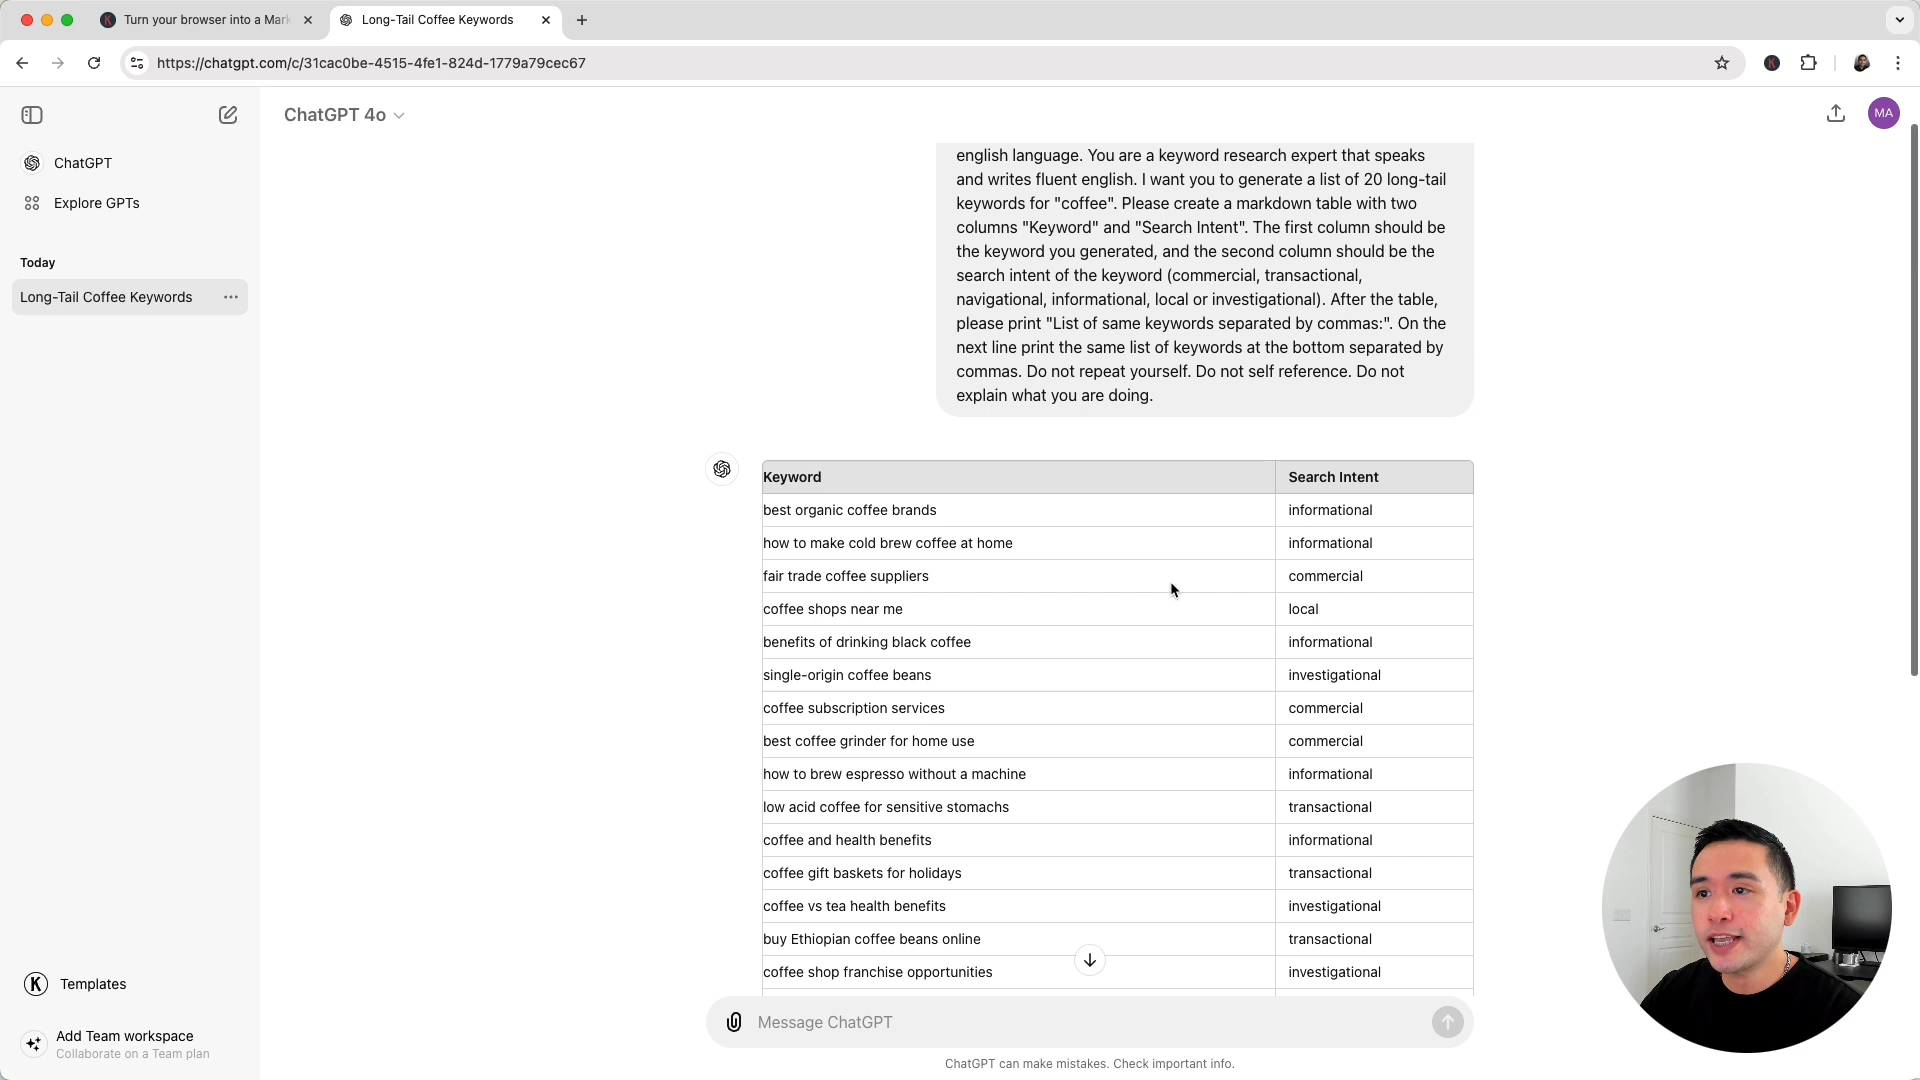 Turn your browser into a Mark
Long-Tail Coffee Keywords
https://chatgpt.com/c/31cac0be-4515-4fe1-824d-1779a79cec67
K
ChatGPT 4o
MA
ChatGPT
Explore GPTs
Today
Long-Tail Coffee Keywords
english language. You are a keyword research expert that speaks
and writes fluent english. I want you to generate a list of 20 long-tail
keywords for "coffee". Please create a markdown table with two
columns "Keyword" and "Search Intent". The first column should be
the keyword you generated, and the second column should be the
search intent of the keyword (commercial, transactional,
navigational, informational, local or investigational). After the table,
please print "List of same keywords separated by commas:". On the
next line print the same list of keywords at the bottom separated by
commas. Do not repeat yourself. Do not self reference. Do not
explain what you are doing.
Keyword Search Intent
best organic coffee brands informational
how to make cold brew coffee at home informational
fair trade coffee suppliers commercial
coffee shops near me local
benefits of drinking black coffee informational
single-origin coffee beans investigational
coffee subscription services commercial
best coffee grinder for home use commercial
how to brew espresso without a machine informational
low acid coffee for sensitive stomachs transactional
coffee and health benefits informational
coffee gift baskets for holidays transactional
coffee vs tea health benefits investigational
buy Ethiopian coffee beans online transactional
coffee shop franchise opportunities investigational
K Templates
Add Team workspace
Collaborate on a Team plan
Message ChatGPT
ChatGPT can make mistakes. Check important info.